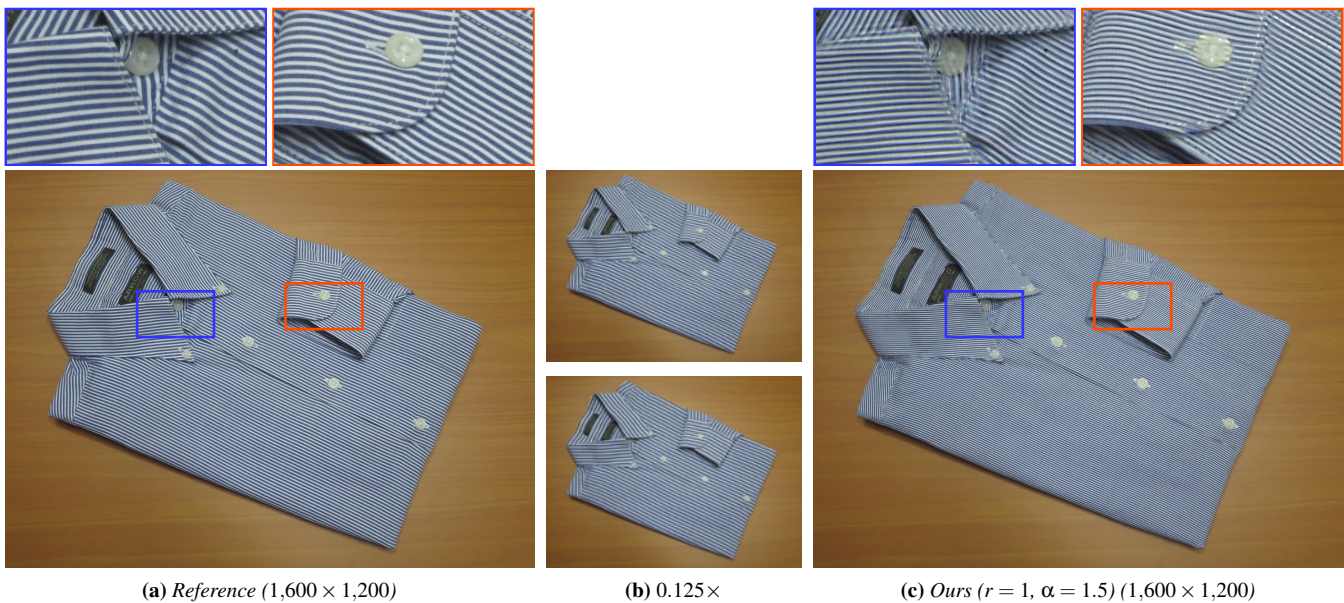 (a) Reference (1,600 × 1,200)
(b) 0.125×
(c) Ours (r = 1, α = 1.5) (1,600 × 1,200)